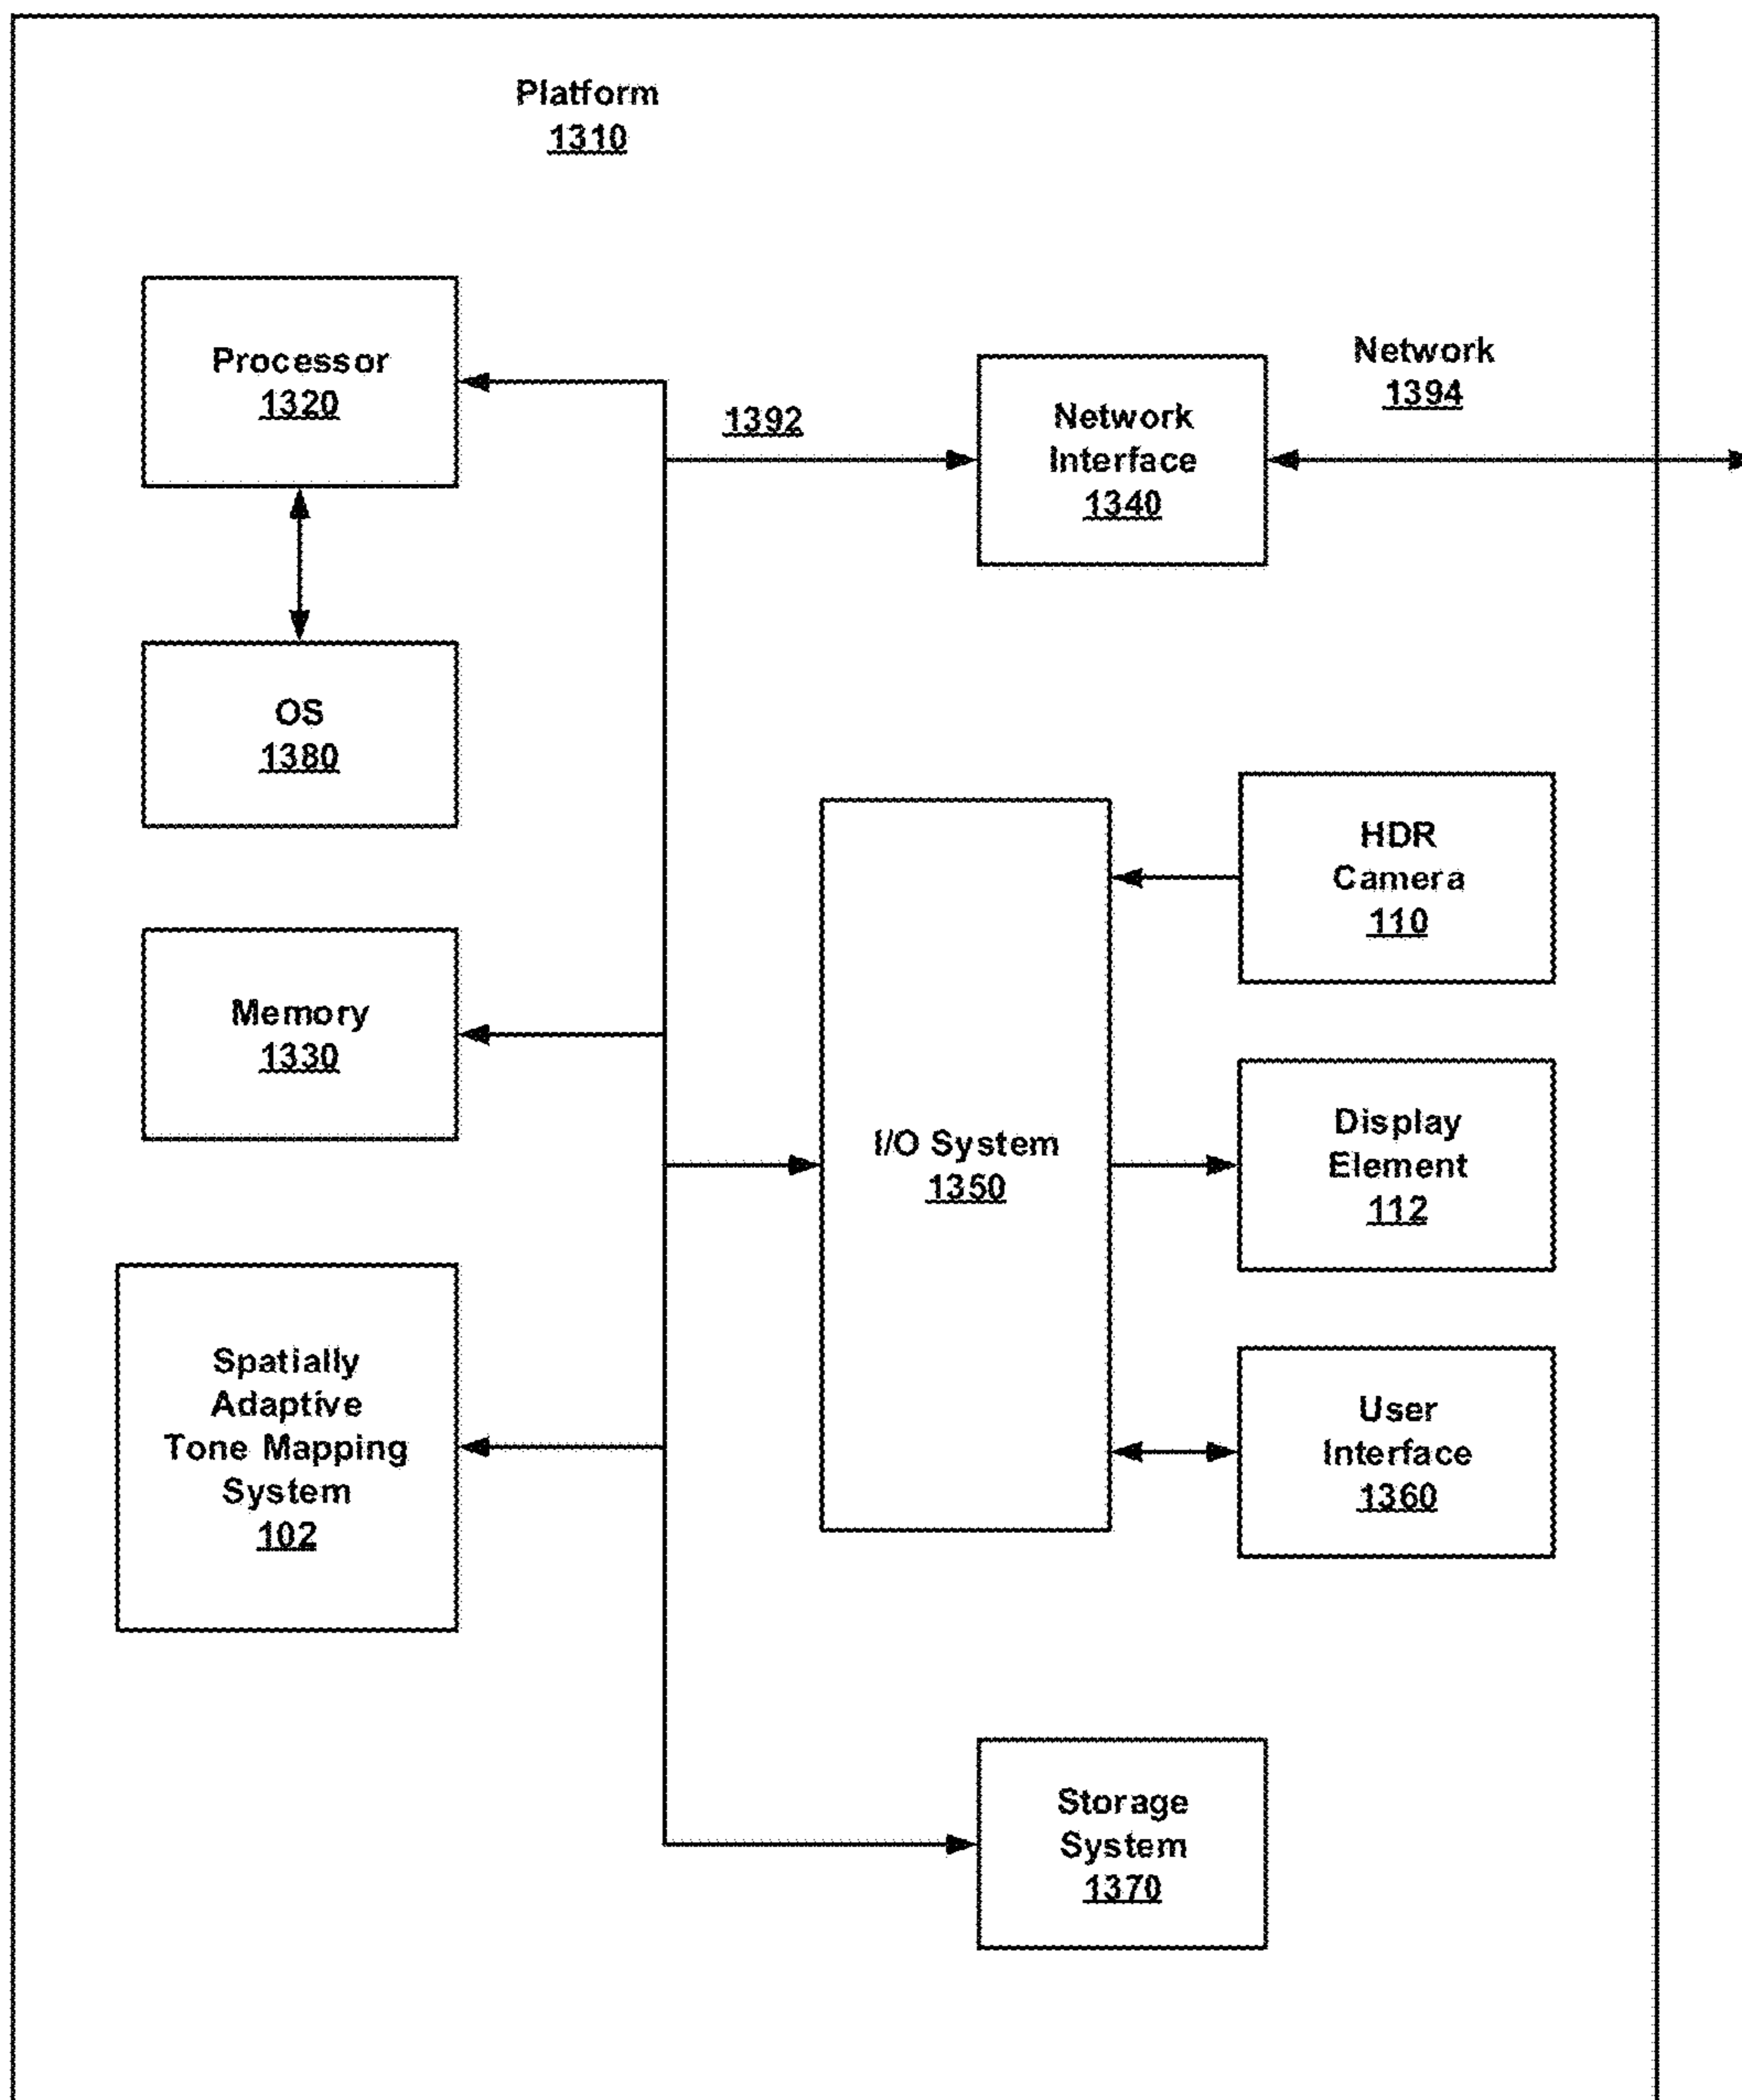 Platform
1310
Processor
1320
1392
Network
Interface
1340
Network
1394
OS
1380
HDR
Camera
110
Memory
1330
I/O System
1350
Display
Element
112
Spatially
Adaptive
Tone Mapping
System
102
User
Interface
1360
Storage
System
1370